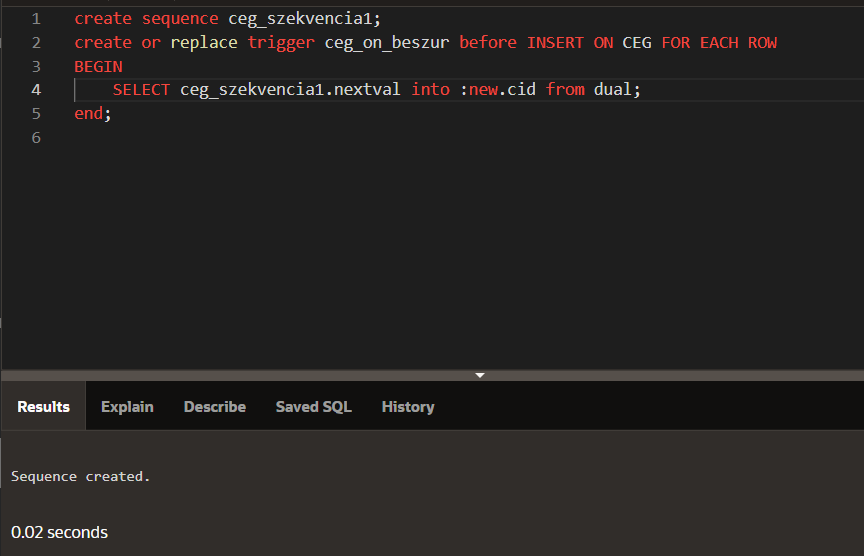 1 create sequence ceg_szekvencia1;
2 create or replace trigger ceg_on_beszur before INSERT ON CEG FOR EACH ROW
3 BEGIN
4     SELECT ceg_szekvencia1.nextval into :new.cid from dual;
5 end;
6
Results Explain Describe Saved SQL History
Sequence created.
0.02 seconds